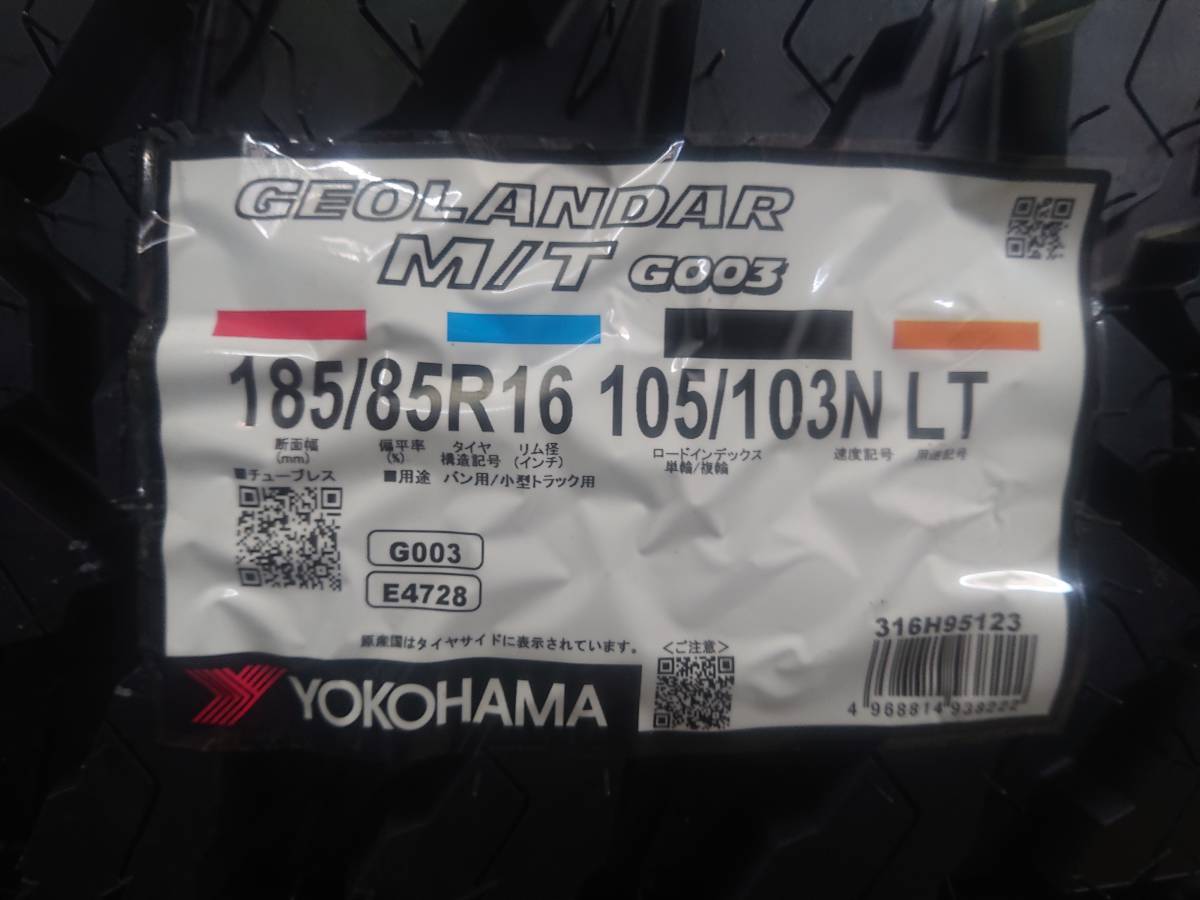 GEOLANDAR
M/T G003
185/85R16 105/103N LT
断面幅 (mm) 偏平率 (%) タイヤ 構造記号 リム径 (インチ) ロードインデックス 単輪/複輪 速度記号 用途記号
■チューブレス ■用途 バン用/小型トラック用
G003
E4728
原産国はタイヤサイドに表示されています。
<ご注意>
316H95123
4 968814 938222
YOKOHAMA